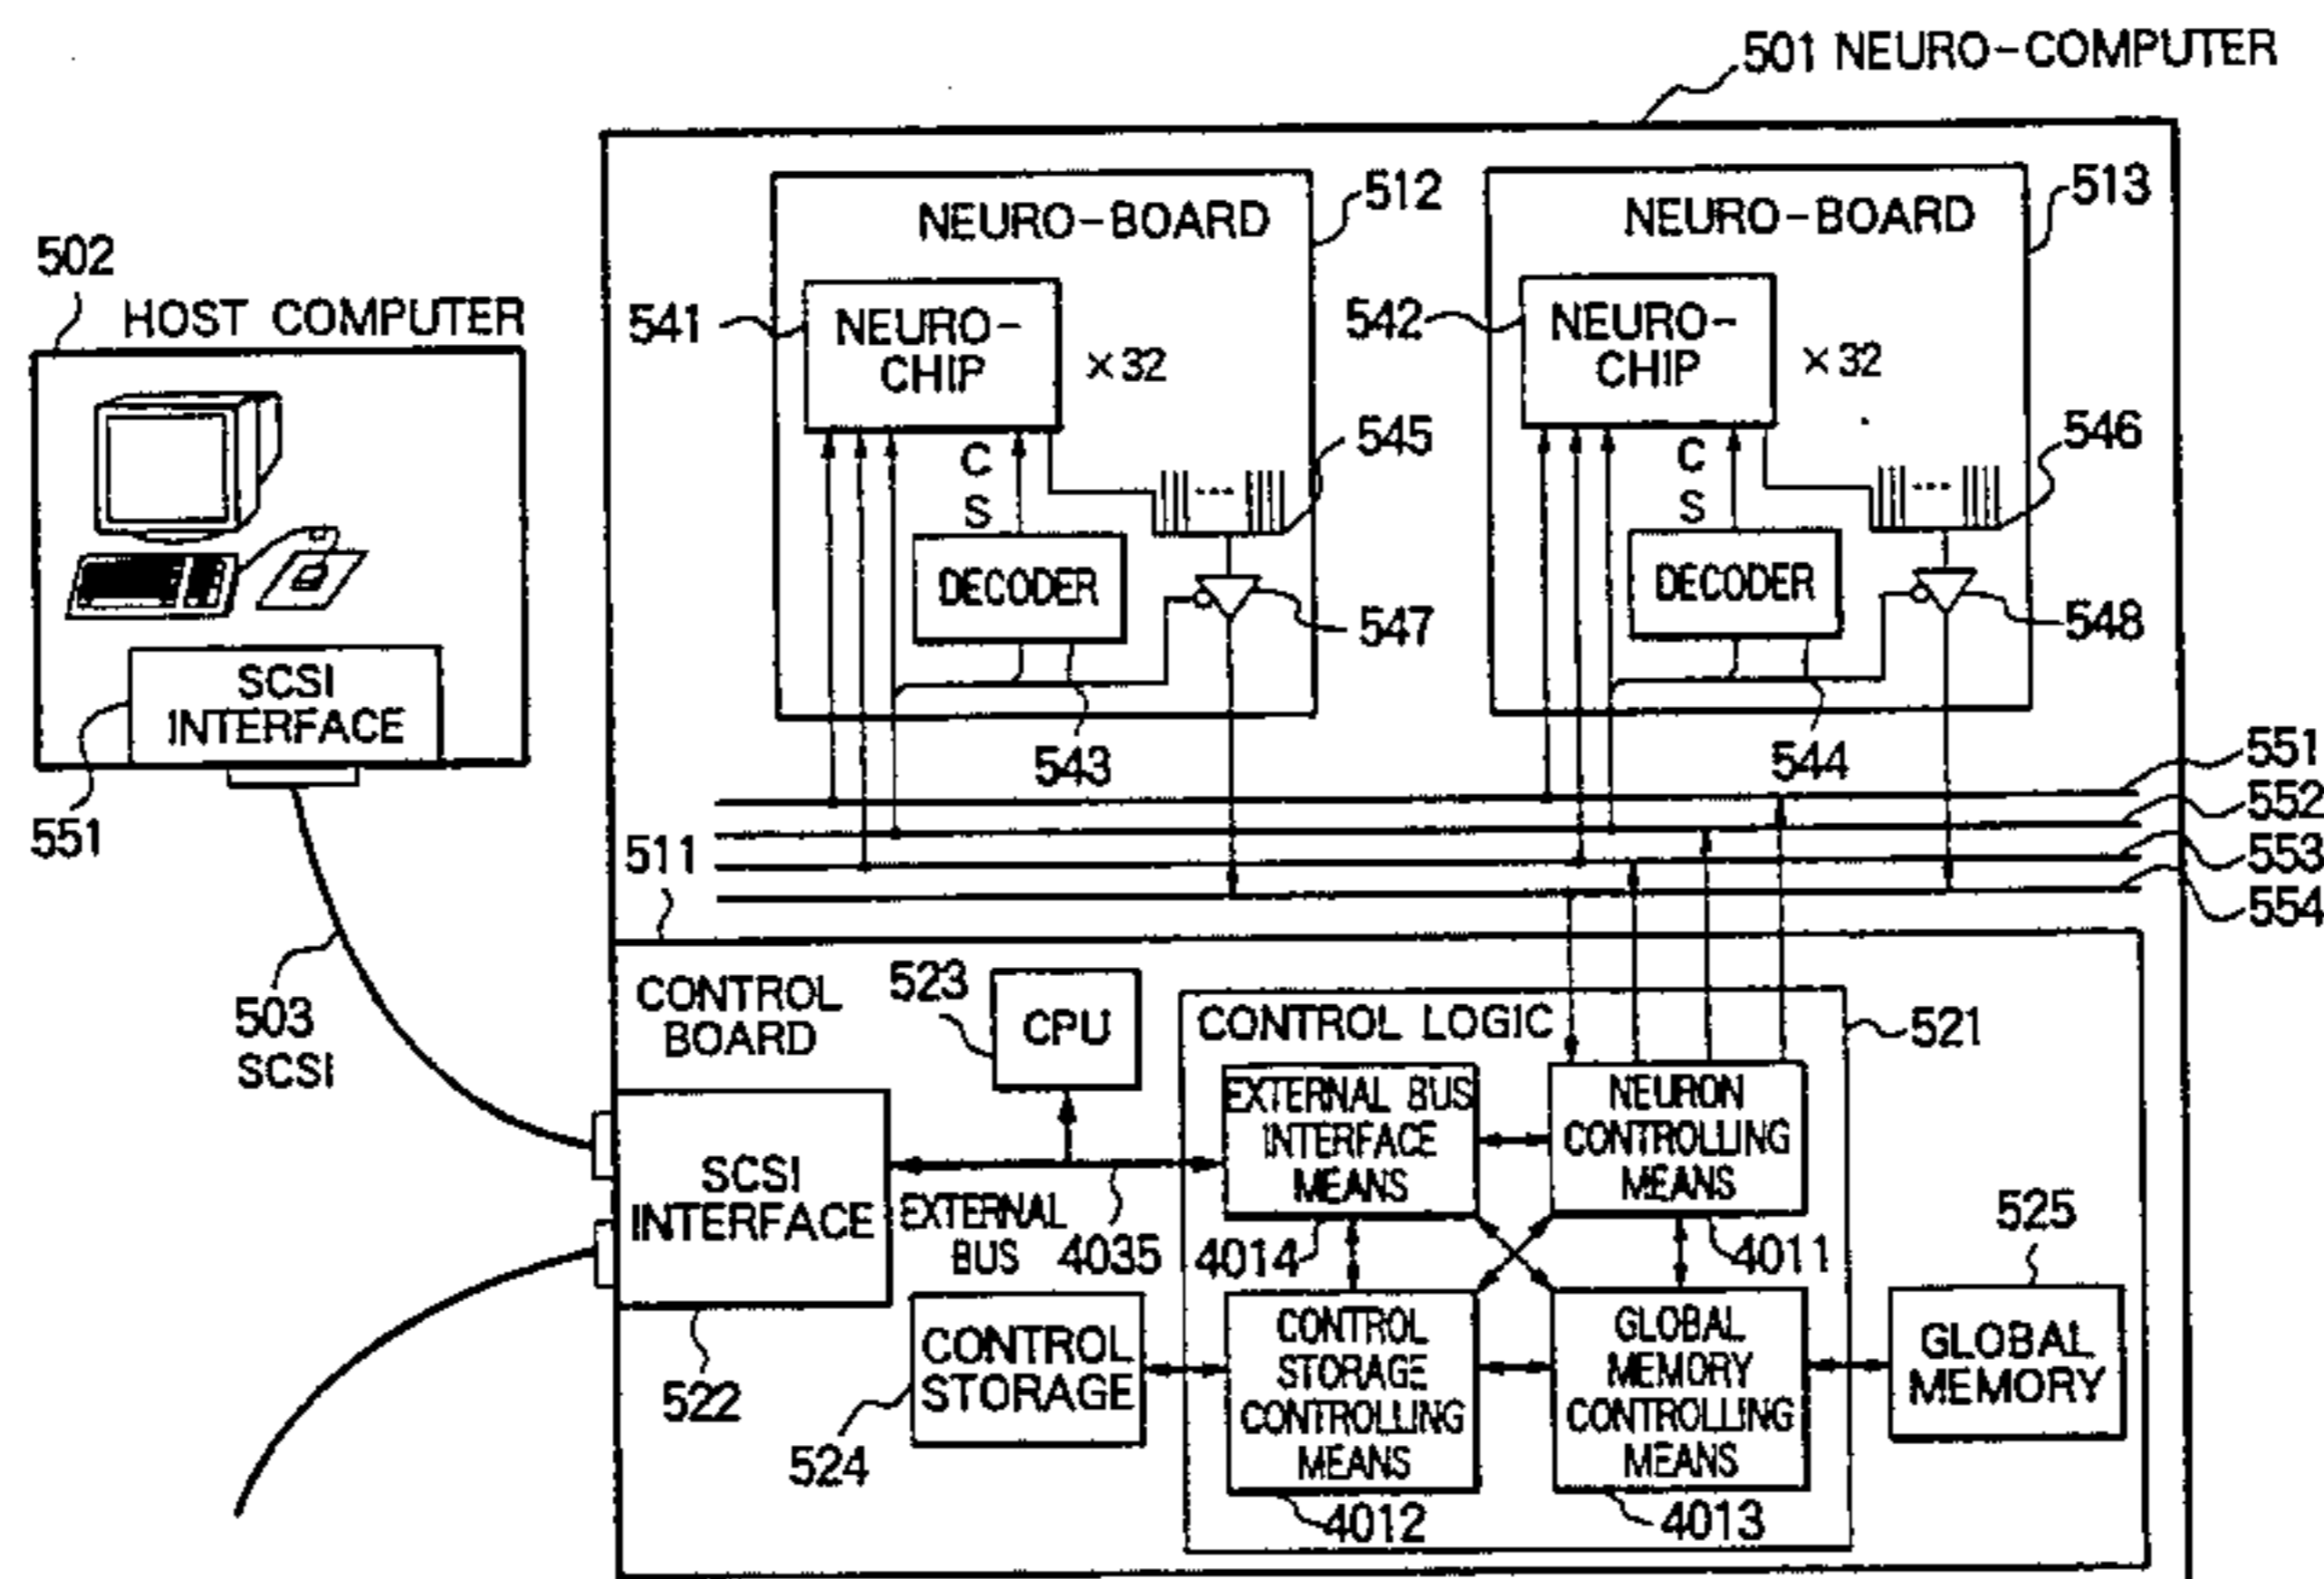 501 NEURO-COMPUTER
502
HOST COMPUTER
SCSI
INTERFACE
551
503
SCSI
NEURO-BOARD
512
541
NEURO-
CHIP
×32
C
S
545
DECODER
547
543
NEURO-BOARD
513
542
NEURO-
CHIP
×32
C
S
546
DECODER
548
544
551
552
553
554
511
CONTROL
BOARD
523
CPU
CONTROL LOGIC
521
SCSI
INTERFACE
522
EXTERNAL
BUS
4035
EXTERNAL BUS
INTERFACE
MEANS
4014
NEURON
CONTROLLING
MEANS
4011
525
CONTROL
STORAGE
524
CONTROL
STORAGE
CONTROLLING
MEANS
4012
GLOBAL
MEMORY
CONTROLLING
MEANS
4013
GLOBAL
MEMORY